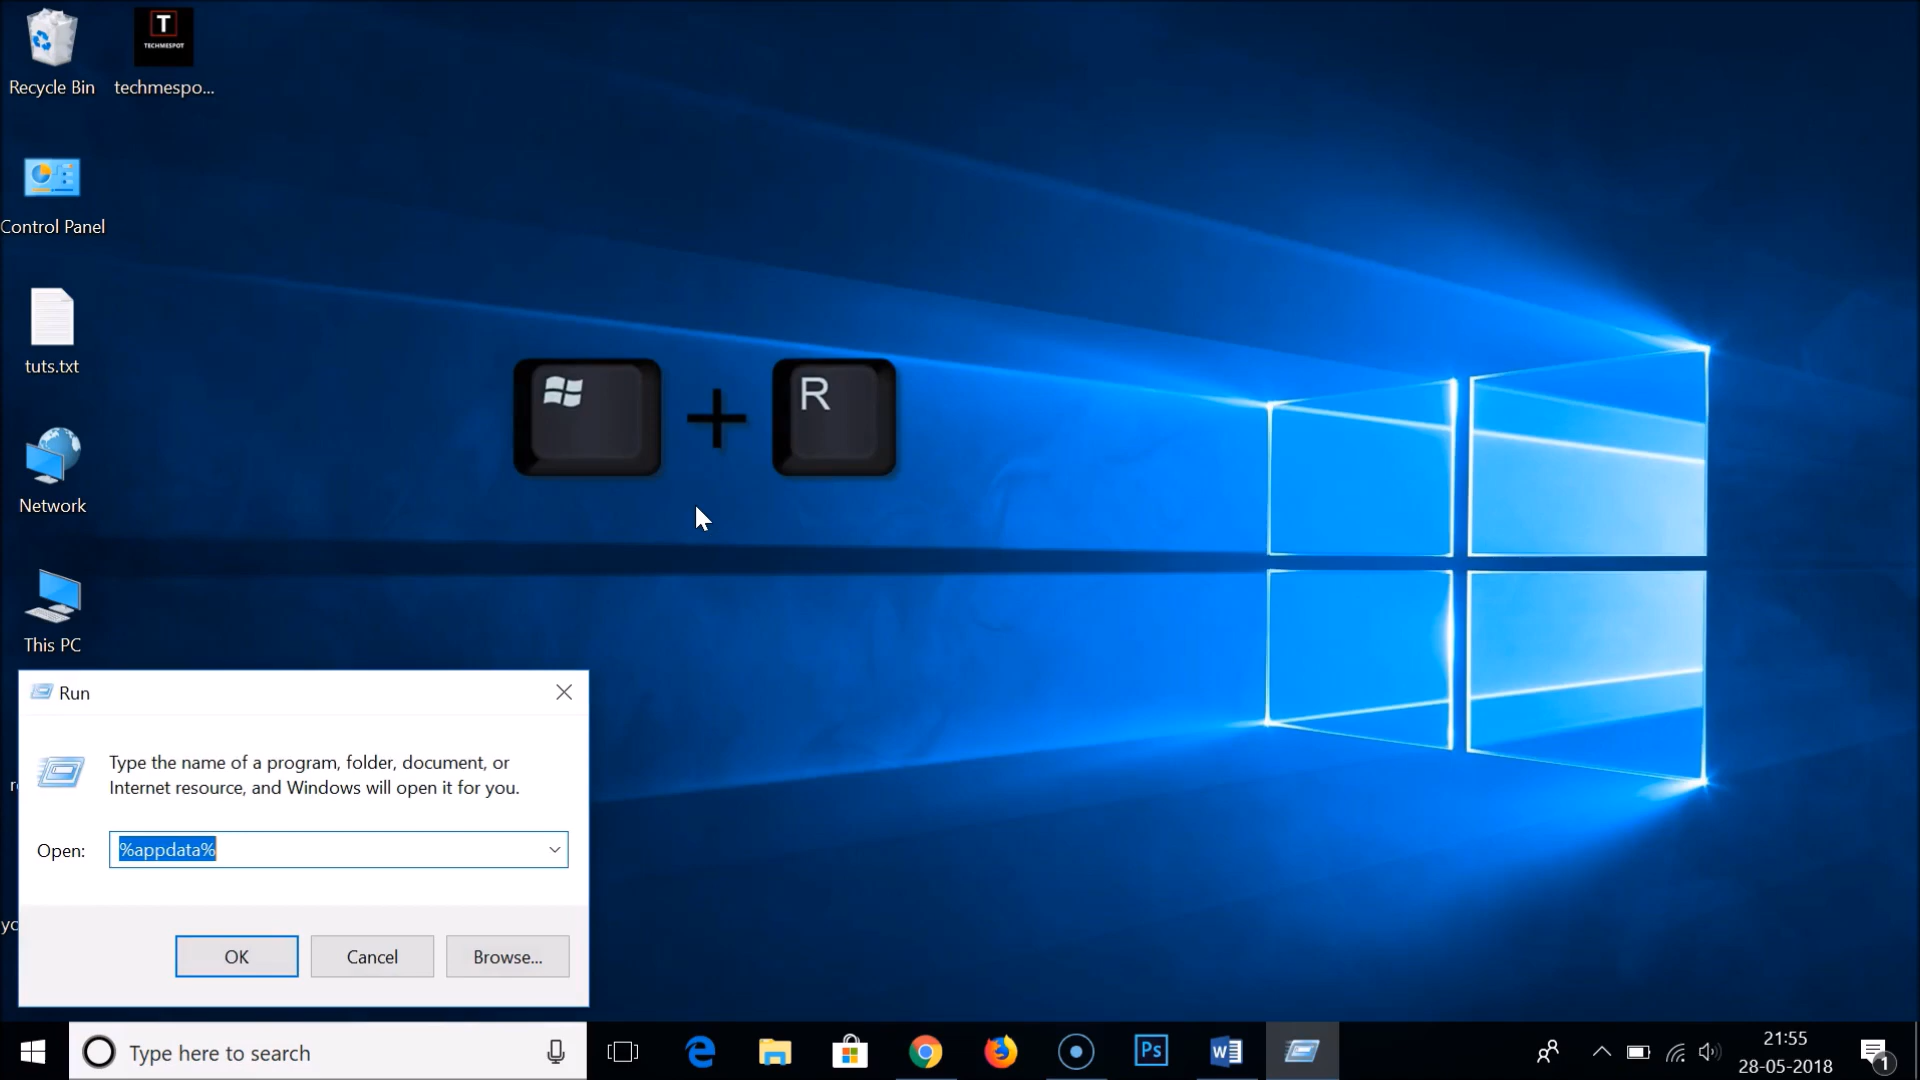 T
TECHMESPOT
Recycle Bin
techmespo...
Control Panel
tuts.txt
Network
This PC
R
Run
Type the name of a program, folder, document, or
Internet resource, and Windows will open it for you.
Open:
%appdata%
OK
Cancel
Browse...
Type here to search
Ps
W
21:55
28-05-2018
1